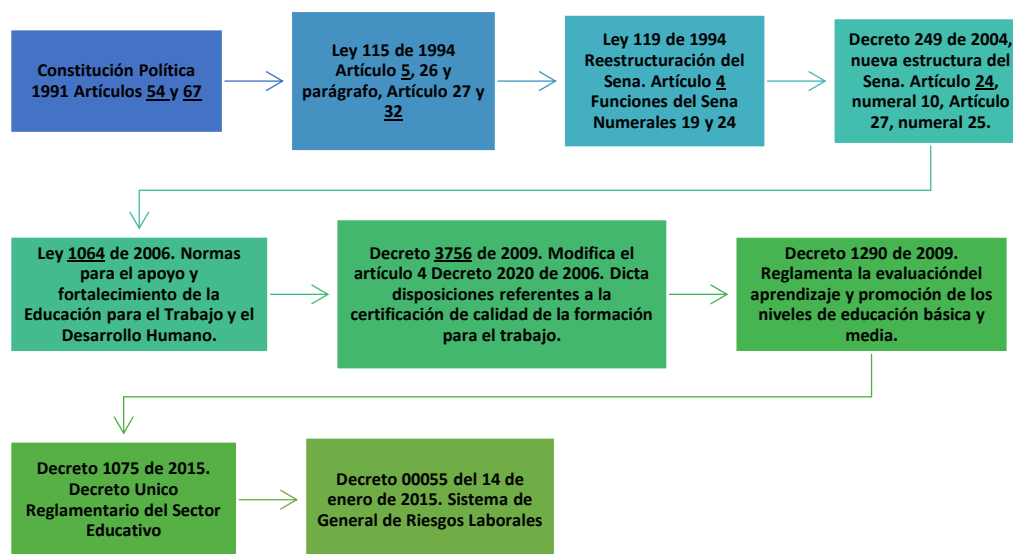 Constitución Política
1991 Artículos 54 y 67
Ley 115 de 1994
Artículo 5, 26 y
parágrafo, Artículo 27 y
32
Ley 119 de 1994
Reestructuración del
Sena. Artículo 4
Funciones del Sena
Numerales 19 y 24
Decreto 249 de 2004,
nueva estructura del
Sena. Artículo 24,
numeral 10, Artículo
27, numeral 25.
Ley 1064 de 2006. Normas
para el apoyo y
fortalecimiento de la
Educación para el Trabajo y el
Desarrollo Humano.
Decreto 3756 de 2009. Modifica el
artículo 4 Decreto 2020 de 2006. Dicta
disposiciones referentes a la
certificación de calidad de la formación
para el trabajo.
Decreto 1290 de 2009.
Reglamenta la evaluacióndel
aprendizaje y promoción de los
niveles de educación básica y
media.
Decreto 1075 de 2015.
Decreto Unico
Reglamentario del Sector
Educativo
Decreto 00055 del 14 de
enero de 2015. Sistema de
General de Riesgos Laborales